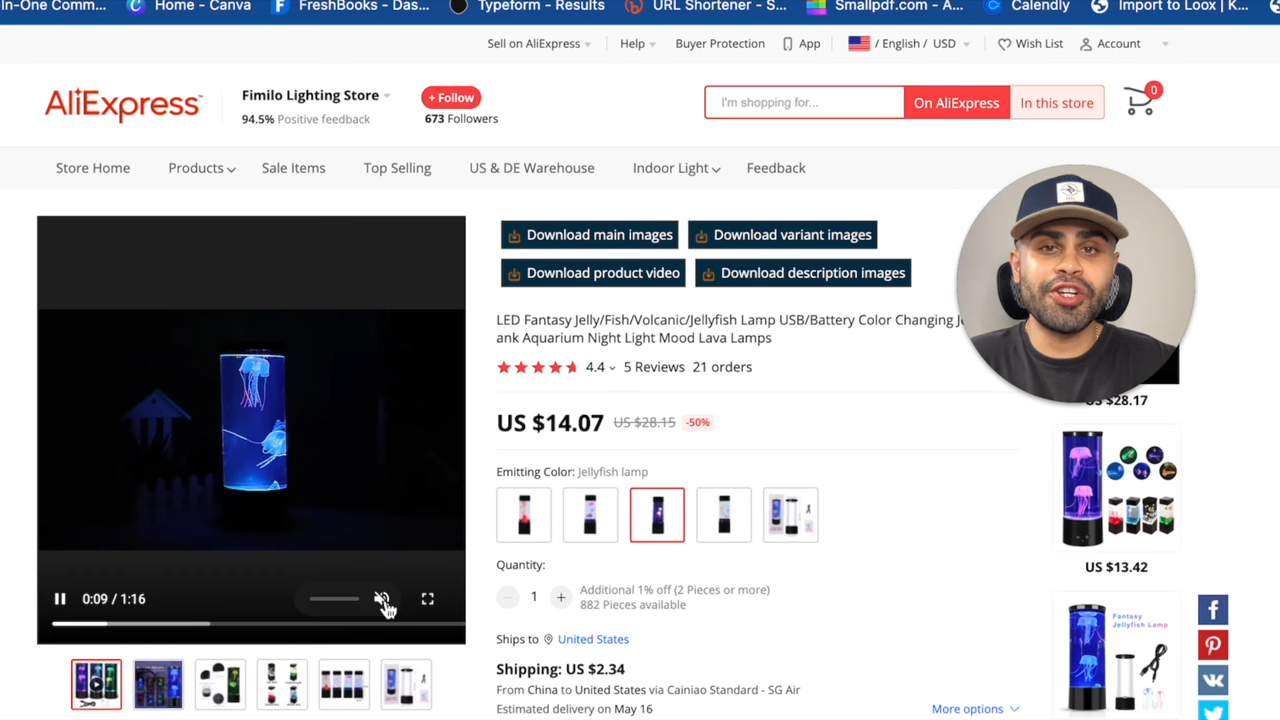 In-One Comm...
Home - Canva
FreshBooks - Das...
Typeform - Results
URL Shortener - S...
Smallpdf.com - A...
Calendly
Import to Loox | K...
Sell on AliExpress
Help
Buyer Protection
App
/ English / USD
Wish List
Account
AliExpress
Fimilo Lighting Store
94.5% Positive feedback
+ Follow
673 Followers
I'm shopping for...
On AliExpress
In this store
0
Store Home
Products
Sale Items
Top Selling
US & DE Warehouse
Indoor Light
Feedback
Download main images
Download variant images
Download product video
Download description images
LED Fantasy Jelly/Fish/Volcanic/Jellyfish Lamp USB/Battery Color Changing
ank Aquarium Night Light Mood Lava Lamps
4.4
5 Reviews
21 orders
US $14.07
US $28.15
-50%
Emitting Color: Jellyfish lamp
Quantity:
1
Additional 1% off (2 Pieces or more)
882 Pieces available
Ships to
United States
Shipping: US $2.34
From China to United States via Cainiao Standard - SG Air
Estimated delivery on May 16
More options
0:09 / 1:16
$28.17
US $13.42
Fantasy
Jellyfish Lamp